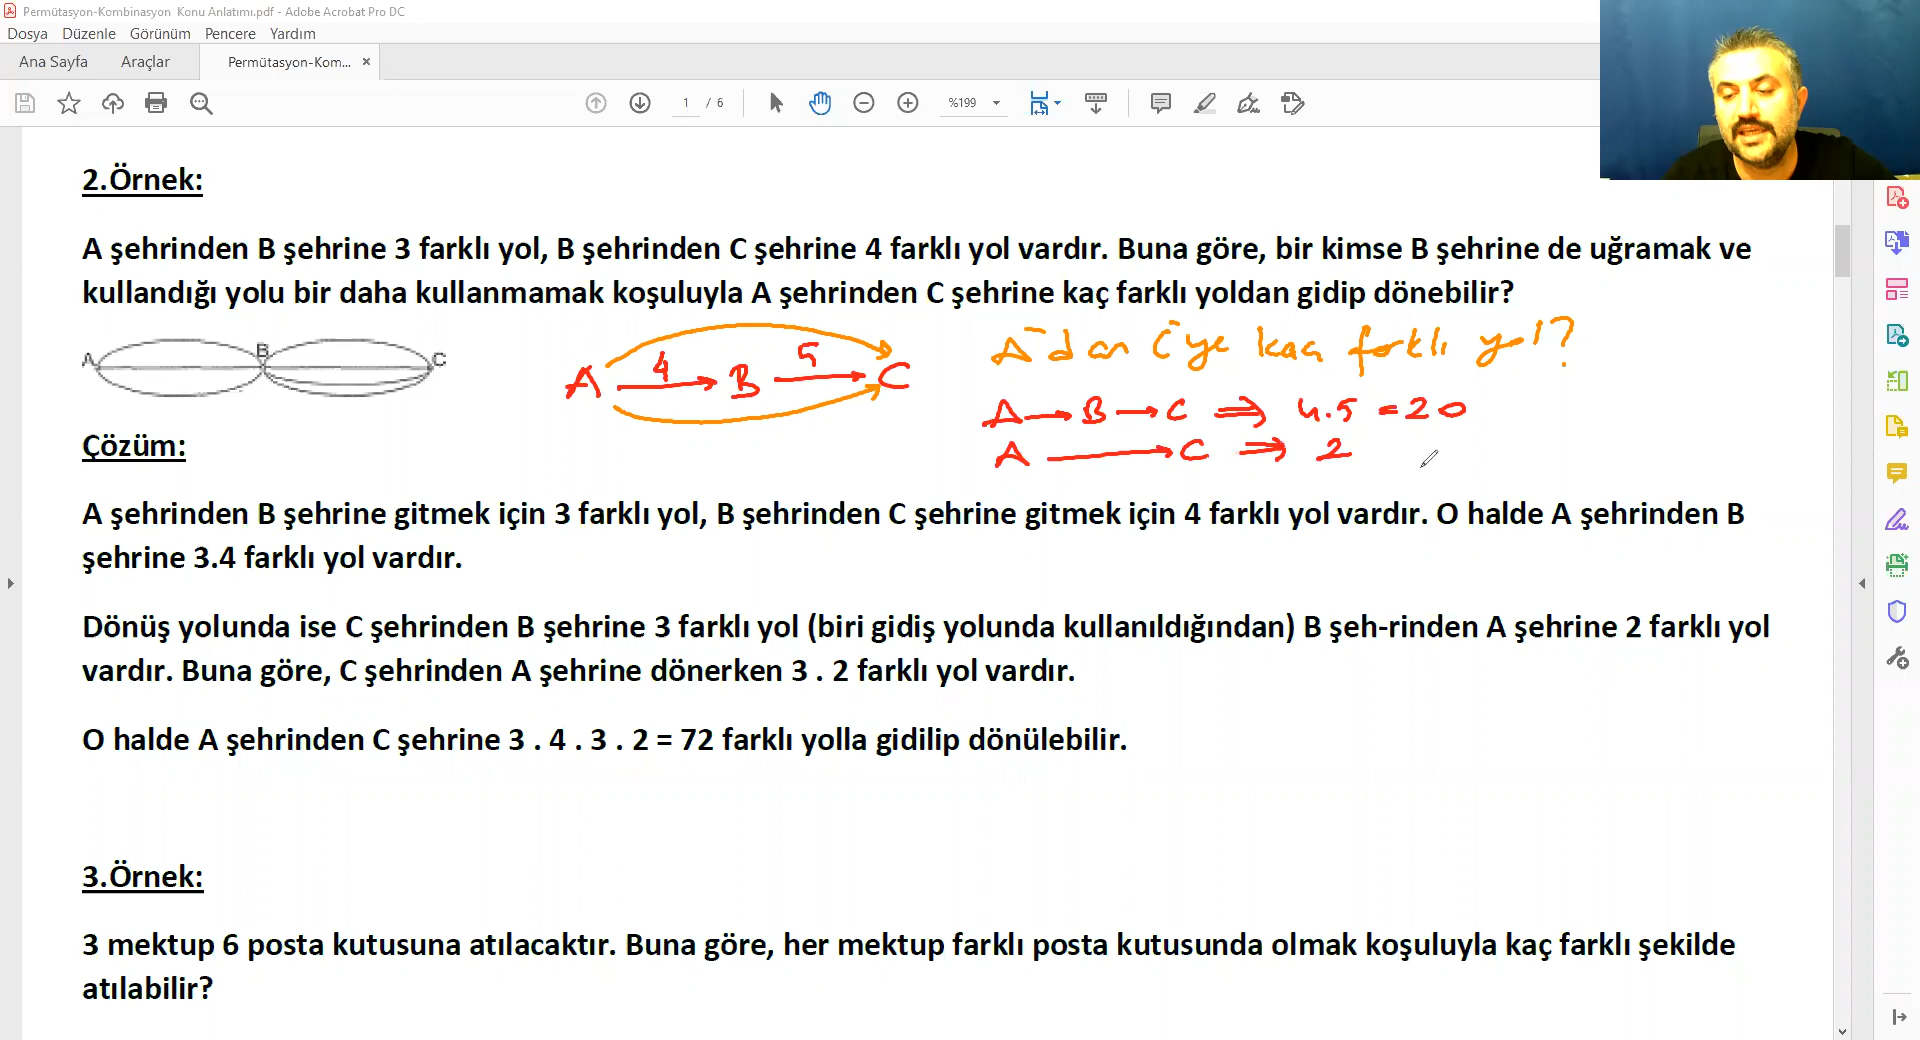 Permütasyon-Kombinasyon Konu Anlatımı.pdf - Adobe Acrobat Pro DC
Dosya Düzenle Görünüm Pencere Yardım
Ana Sayfa Araçlar Permütasyon-Kom... ×
1 / 6 %199
2.Örnek:
A şehrinden B şehrine 3 farklı yol, B şehrinden C şehrine 4 farklı yol vardır. Buna göre, bir kimse B şehrine de uğramak ve
kullandığı yolu bir daha kullanmamak koşuluyla A şehrinden C şehrine kaç farklı yoldan gidip dönebilir?
A B C
A 4 B 5 C
A'dan C'ye kaç farklı yol?
A → B → C ⇒ 4.5 = 20
A → C ⇒ 2
Çözüm:
A şehrinden B şehrine gitmek için 3 farklı yol, B şehrinden C şehrine gitmek için 4 farklı yol vardır. O halde A şehrinden B
şehrine 3.4 farklı yol vardır.
Dönüş yolunda ise C şehrinden B şehrine 3 farklı yol (biri gidiş yolunda kullanıldığından) B şeh-rinden A şehrine 2 farklı yol
vardır. Buna göre, C şehrinden A şehrine dönerken 3 . 2 farklı yol vardır.
O halde A şehrinden C şehrine 3 . 4 . 3 . 2 = 72 farklı yolla gidilip dönülebilir.
3.Örnek:
3 mektup 6 posta kutusuna atılacaktır. Buna göre, her mektup farklı posta kutusunda olmak koşuluyla kaç farklı şekilde
atılabilir?